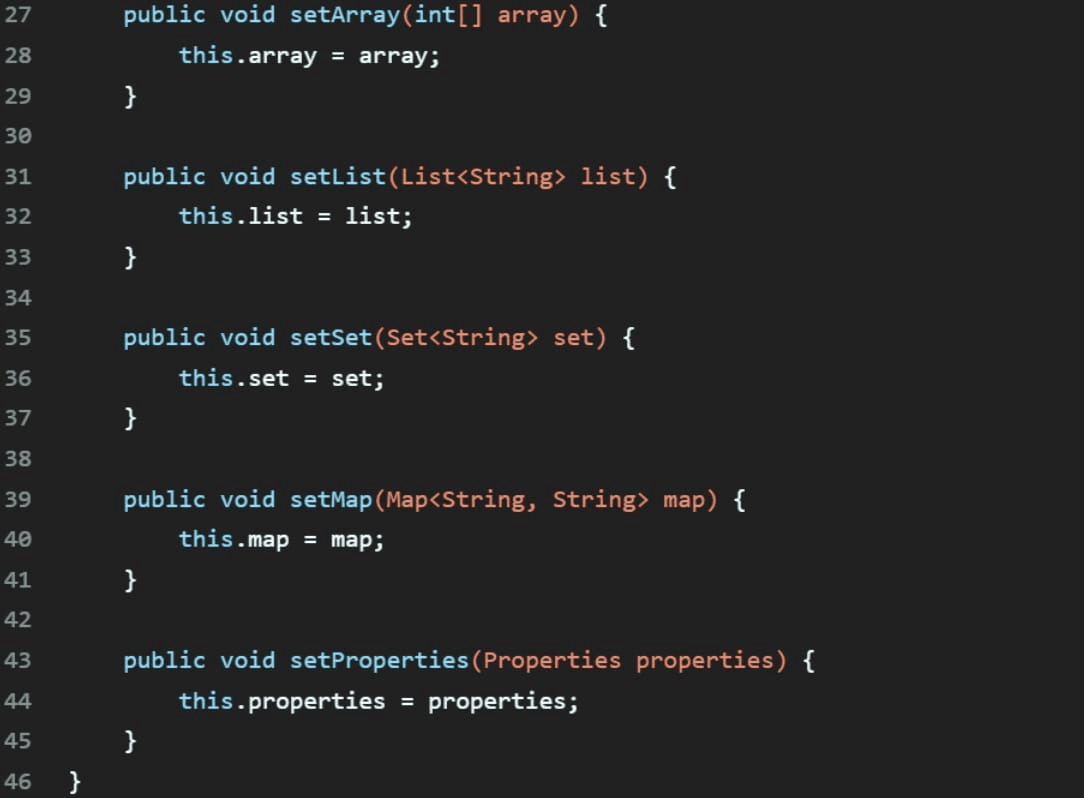 27 public void setArray(int[] array) {
28 this.array = array;
29 }
30
31 public void setList(List<String> list) {
32 this.list = list;
33 }
34
35 public void setSet(Set<String> set) {
36 this.set = set;
37 }
38
39 public void setMap(Map<String, String> map) {
40 this.map = map;
41 }
42
43 public void setProperties(Properties properties) {
44 this.properties = properties;
45 }
46 }